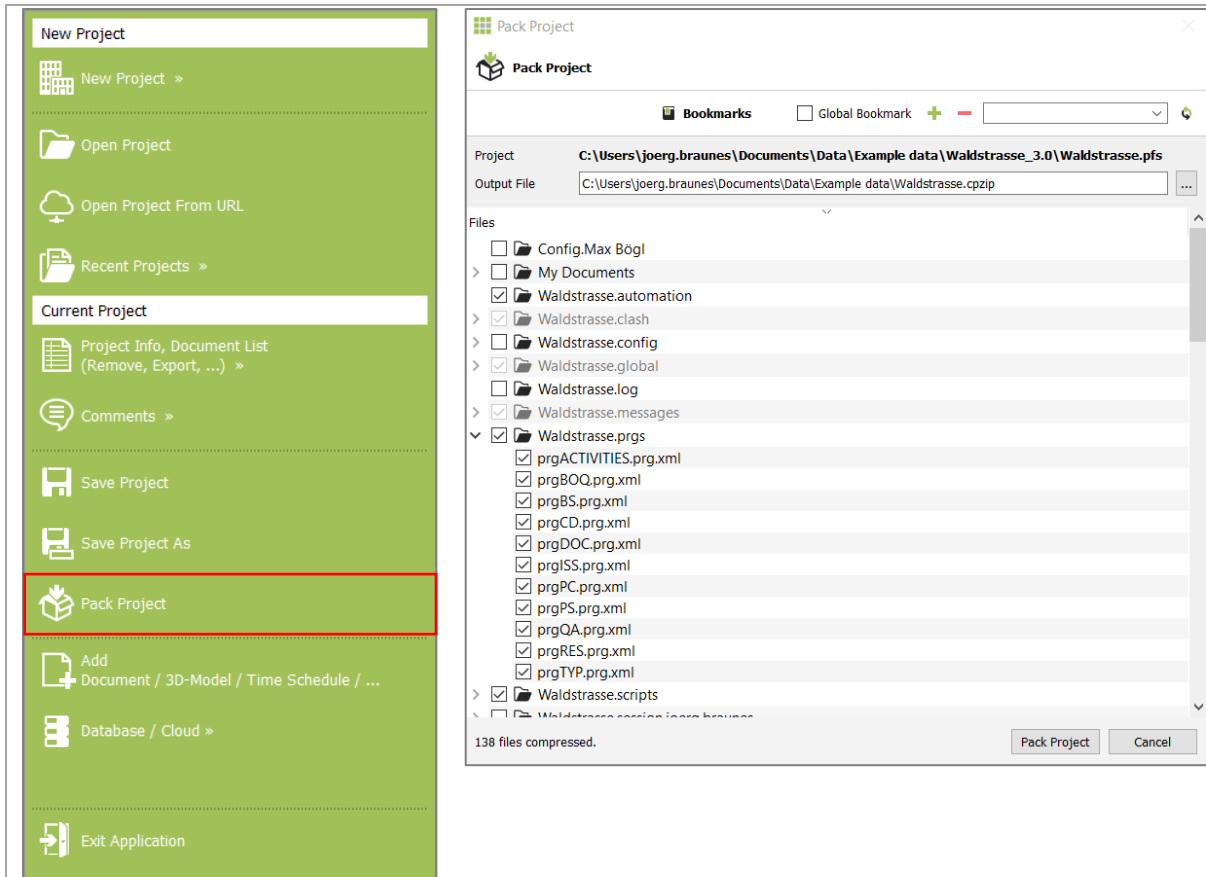 New Project
New Project »
Open Project
Open Project From URL
Recent Projects »
Current Project
Project Info, Document List
(Remove, Export, ...) »
Comments »
Save Project
Save Project As
Pack Project
Add
Document / 3D-Model / Time Schedule / ...
Database / Cloud »
Exit Application
Pack Project
Pack Project
Bookmarks Global Bookmark
Project C:\Users\joerg.braunes\Documents\Data\Example data\Waldstrasse_3.0\Waldstrasse.pfs
Output File C:\Users\joerg.braunes\Documents\Data\Example data\Waldstrasse.cpzip ...
Files
Config.Max Bögl
My Documents
Waldstrasse.automation
Waldstrasse.clash
Waldstrasse.config
Waldstrasse.global
Waldstrasse.log
Waldstrasse.messages
Waldstrasse.prgs
prgACTIVITIES.prg.xml
prgBOQ.prg.xml
prgBS.prg.xml
prgCD.prg.xml
prgDOC.prg.xml
prgISS.prg.xml
prgPC.prg.xml
prgPS.prg.xml
prgQA.prg.xml
prgRES.prg.xml
prgTYP.prg.xml
Waldstrasse.scripts
Waldstrasse.session.joerg.braunes
138 files compressed. Pack Project Cancel